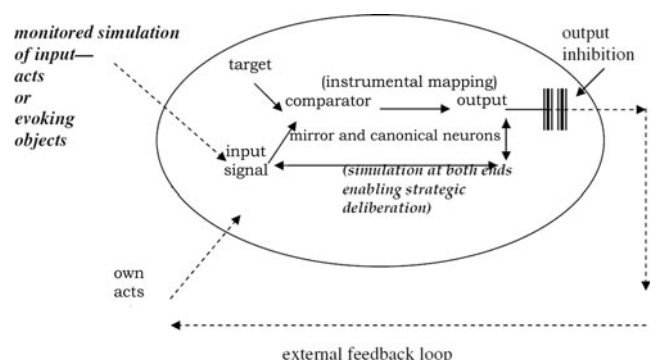 monitored simulation
of input—
acts
or
evoking
objects
output
inhibition
target
(instrumental mapping)
comparator
output
mirror and canonical neurons
input
signal
(simulation at both ends
enabling strategic
deliberation)
own
acts
external feedback loop